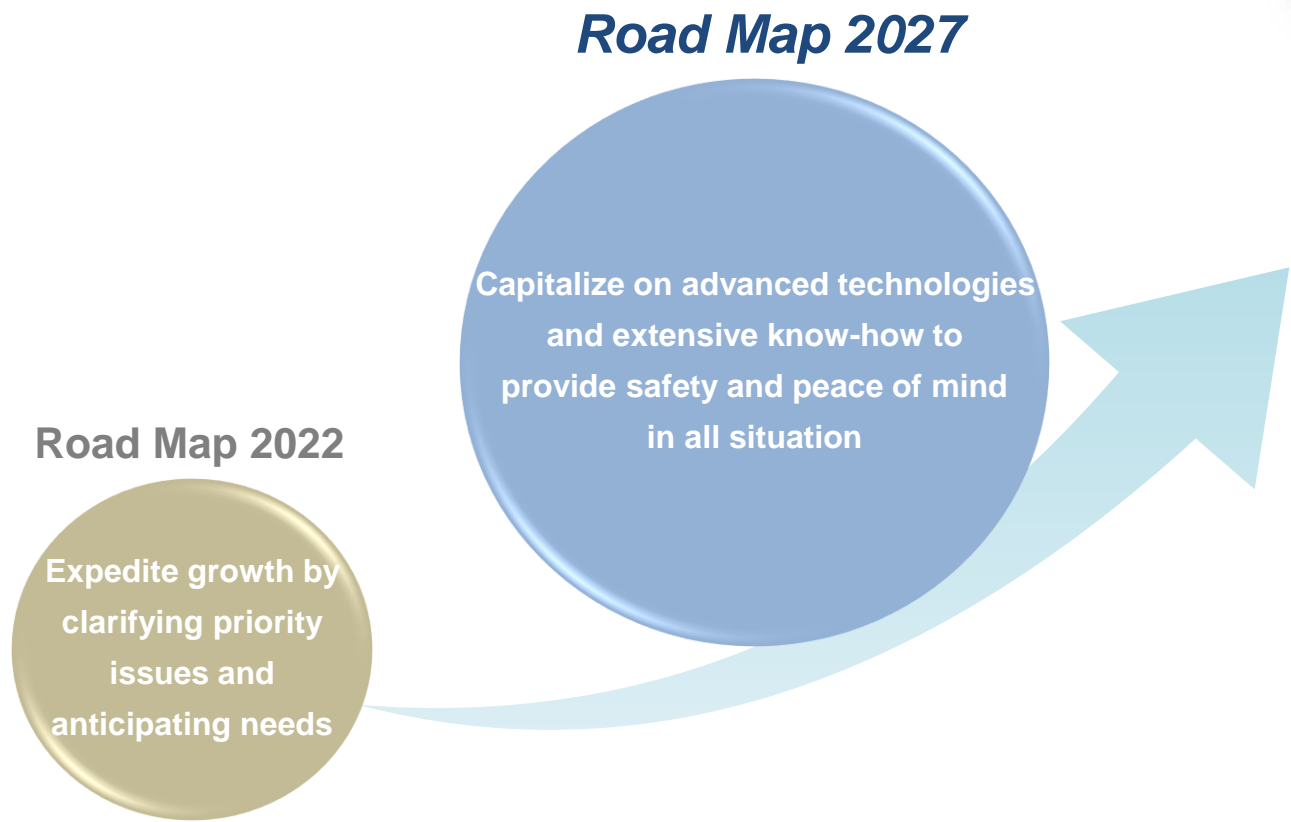 Road Map 2027
Capitalize on advanced technologies
and extensive know-how to
provide safety and peace of mind
in all situation
Road Map 2022
Expedite growth by
clarifying priority
issues and
anticipating needs